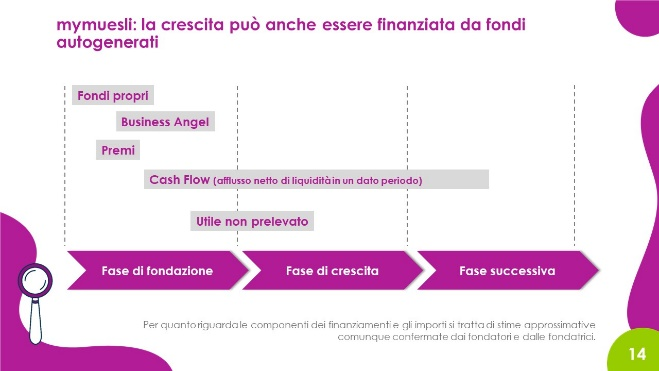 mymuesli: la crescita può anche essere finanziata da fondi
autogenerati
Fondi propri
Business Angel
Premi
Cash Flow (afflusso netto di liquidità in un dato periodo)
Utile non prelevato
Fase di fondazione
Fase di crescita
Fase successiva
Per quanto riguarda le componenti dei finanziamenti e gli importi si tratta di stime approssimative
comunque confermate dai fondatori e dalle fondatrici.
14